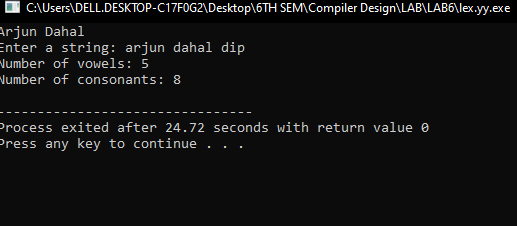 C:\Users\DELL.DESKTOP-C17F0G2\Desktop\6TH SEM\Compiler Design\LAB\LAB6\lex.yy.exe
Arjun Dahal
Enter a string: arjun dahal dip
Number of vowels: 5
Number of consonants: 8
--------------------------------
Process exited after 24.72 seconds with return value 0
Press any key to continue . . .